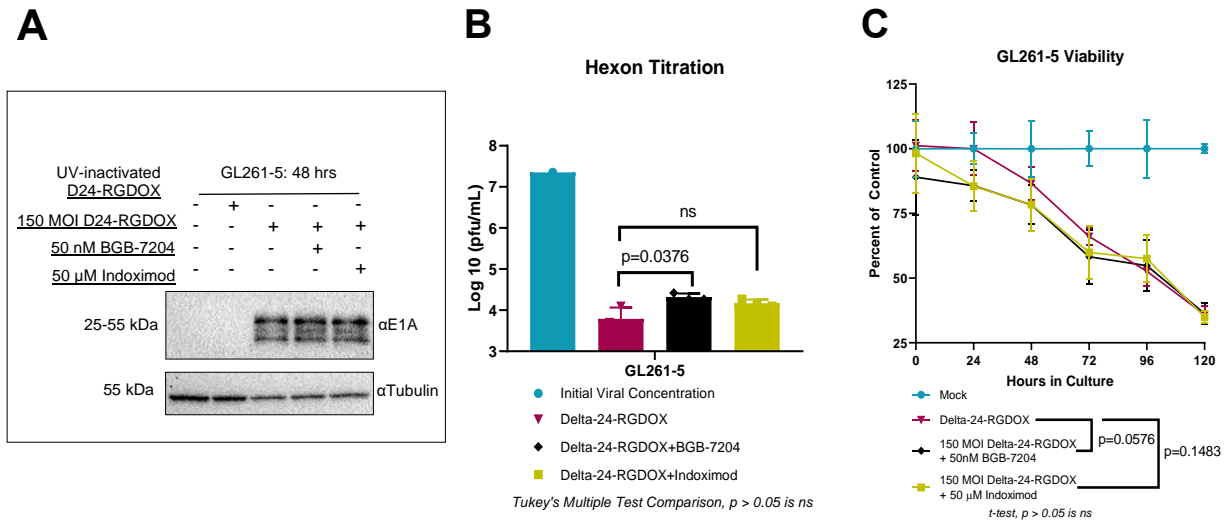 A
UV-inactivated
D24-RGDOX
GL261-5: 48 hrs
- + - - -
150 MOI D24-RGDOX
- - + + +
50 nM BGB-7204
- - - + -
50 µM Indoximod
- - - - +
25-55 kDa
αE1A
55 kDa
αTubulin
B
Hexon Titration
Log 10 (pfu/mL)
8
7
6
5
4
3
ns
p=0.0376
GL261-5
Initial Viral Concentration
Delta-24-RGDOX
Delta-24-RGDOX+BGB-7204
Delta-24-RGDOX+Indoximod
Tukey's Multiple Test Comparison, p > 0.05 is ns
C
GL261-5 Viability
Percent of Control
125
100
75
50
25
0 24 48 72 96 120
Hours in Culture
Mock
Delta-24-RGDOX
150 MOI Delta-24-RGDOX
+ 50nM BGB-7204
150 MOI Delta-24-RGDOX
+ 50 µM Indoximod
p=0.0576
p=0.1483
t-test, p > 0.05 is ns